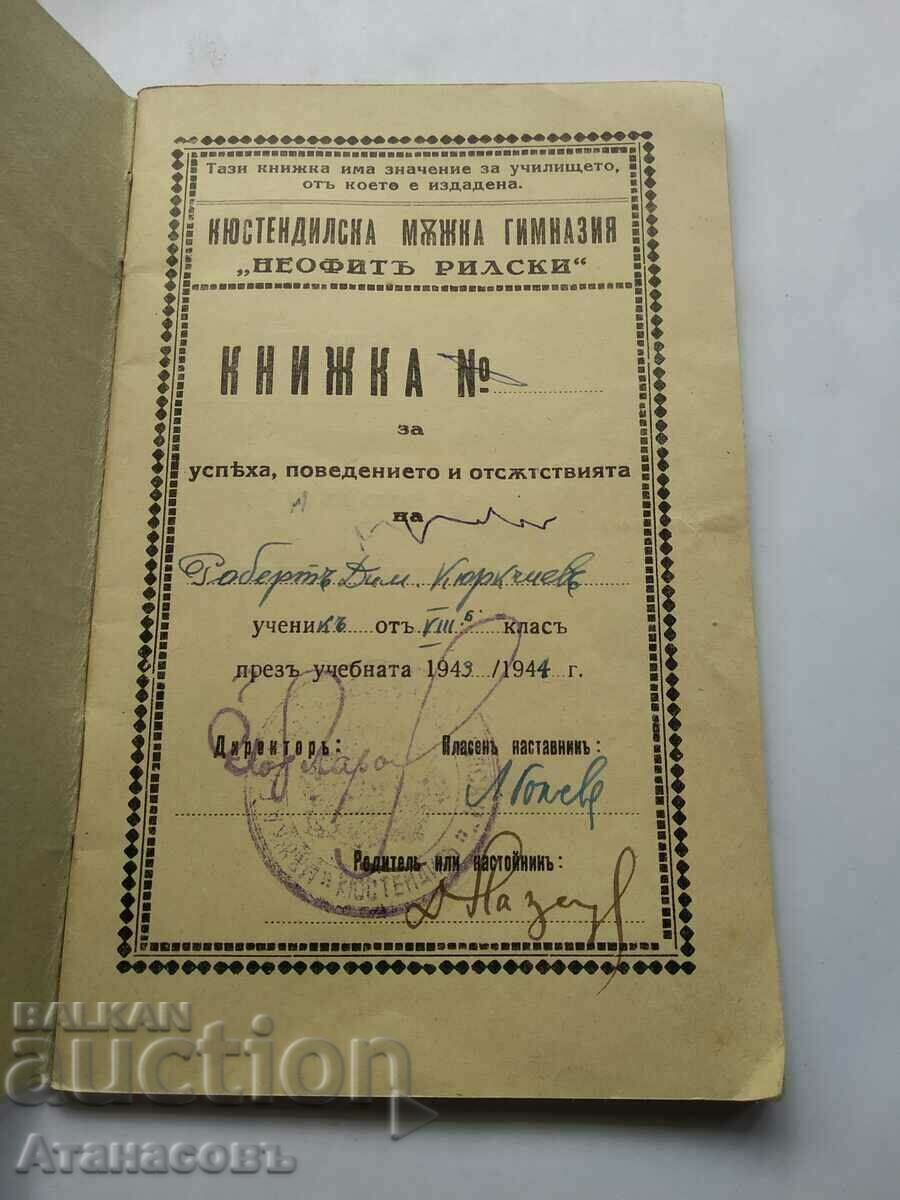 Тази книжка има значение за училището,
отъ което е издадена.
КЮСТЕНДИЛСКА МѪЖКА ГИМНАЗИЯ
„НЕОФИТЪ РИЛСКИ“
КНИЖКА №
за
успѣха, поведението и отсѫтствията
на
Робертъ Дим. Кюркчиевъ
ученикъ отъ VIII б класъ
презъ учебната 1943/1944 г.
Директоръ: Класенъ наставникъ:
Родитель или настойникъ:
КЮСТЕНДИЛ
BALKAN
auction
Атанасовъ